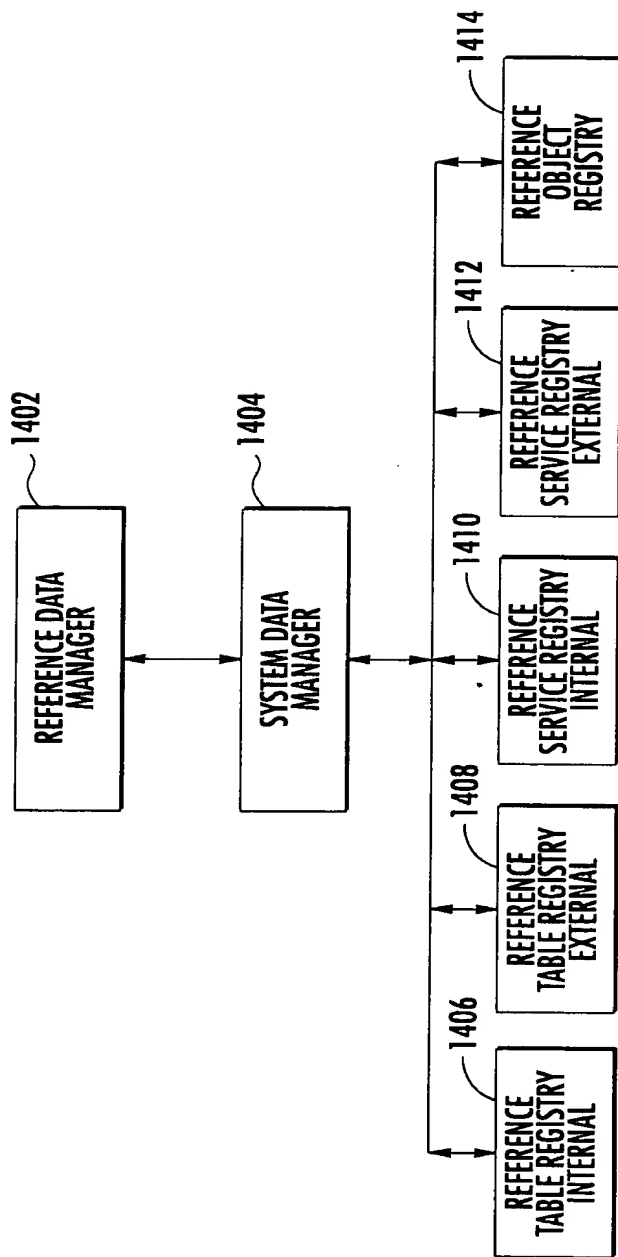 1402
REFERENCE DATA
MANAGER
1404
SYSTEM DATA
MANAGER
1406
REFERENCE
TABLE REGISTRY
INTERNAL
1408
REFERENCE
TABLE REGISTRY
EXTERNAL
1410
REFERENCE
SERVICE REGISTRY
INTERNAL
1412
REFERENCE
SERVICE REGISTRY
EXTERNAL
1414
REFERENCE
OBJECT
REGISTRY